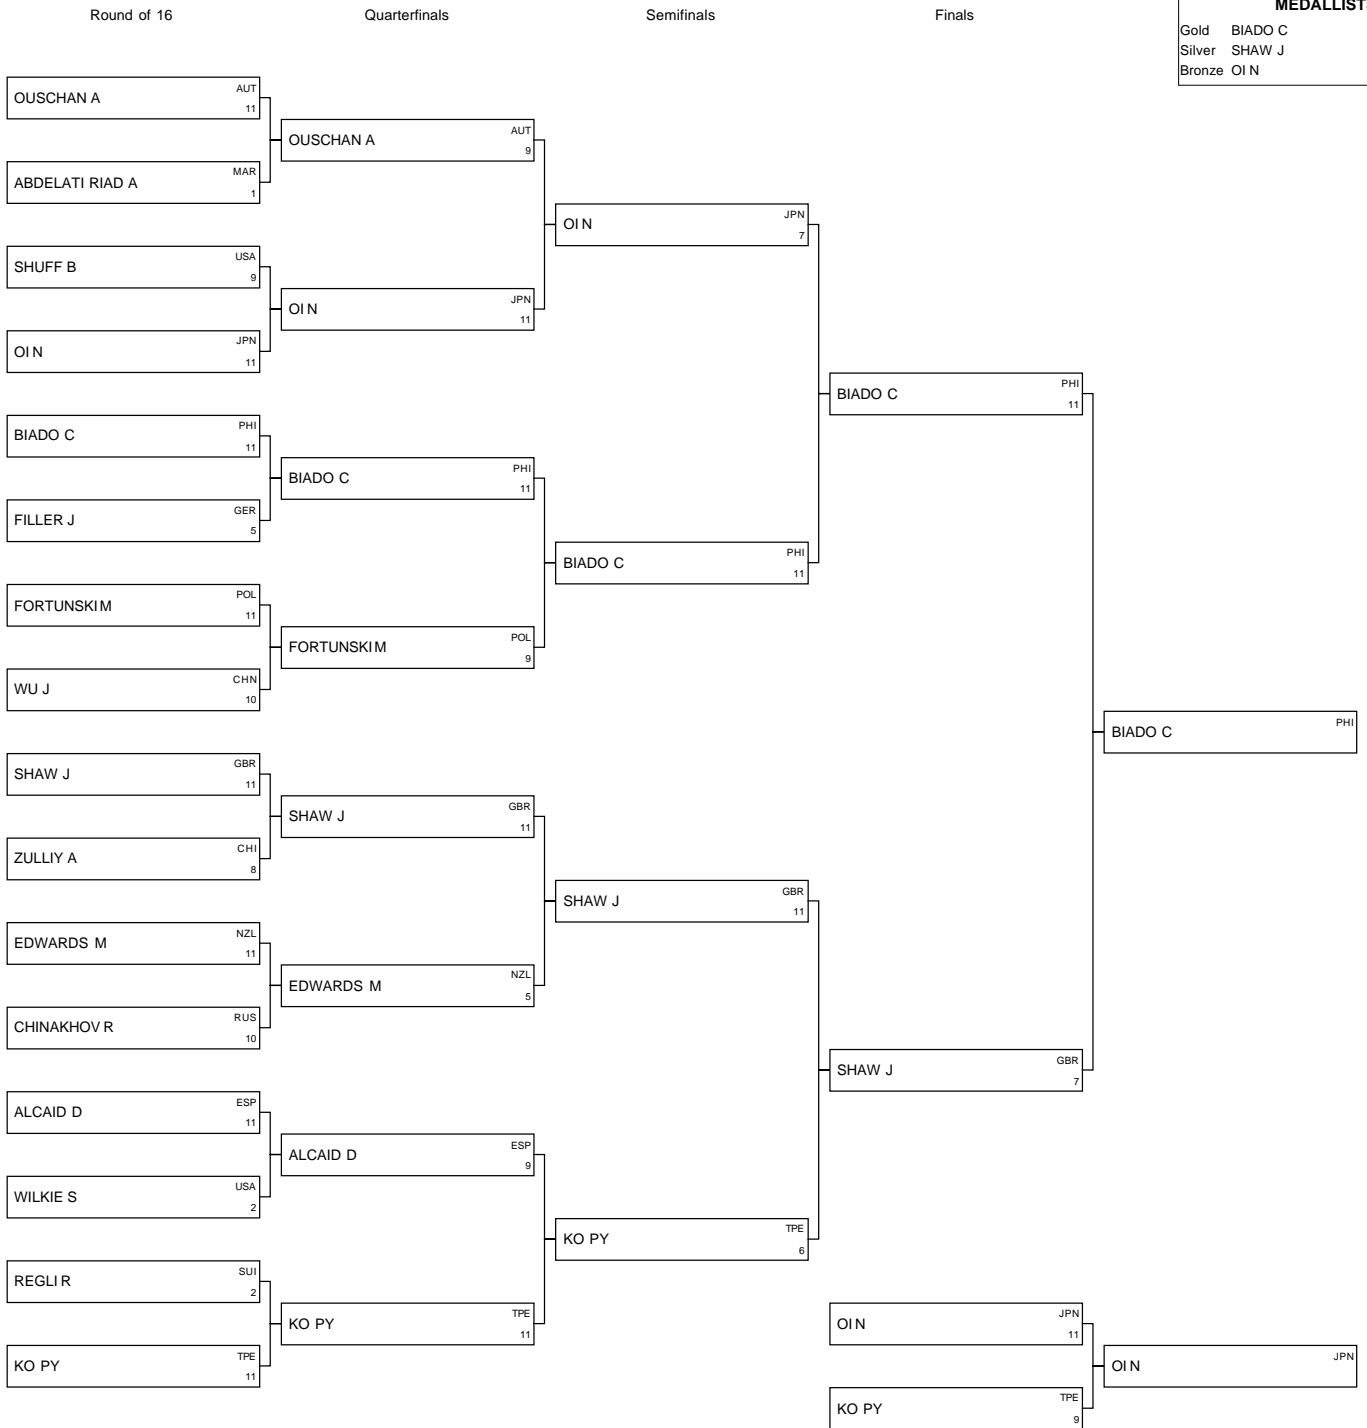 Round of 16
Quarterfinals
Semifinals
Finals
MEDALLIST
Gold BIADO C
Silver SHAW J
Bronze OI N
OUSCHAN A AUT 11
ABDELATI RIAD A MAR 1
SHUFF B USA 9
OI N JPN 11
BIADO C PHI 11
FILLER J GER 5
FORTUNSKI M POL 11
WU J CHN 10
SHAW J GBR 11
ZULLIY A CHI 8
EDWARDS M NZL 11
CHINAKHOV R RUS 10
ALCAID D ESP 11
WILKIE S USA 2
REGLI R SUI 2
KO PY TPE 11
OUSCHAN A AUT 9
OI N JPN 11
BIADO C PHI 11
FORTUNSKI M POL 9
SHAW J GBR 11
EDWARDS M NZL 5
ALCAID D ESP 9
KO PY TPE 11
OI N JPN 7
BIADO C PHI 11
SHAW J GBR 11
KO PY TPE 6
BIADO C PHI 11
SHAW J GBR 7
BIADO C PHI
OI N JPN 11
KO PY TPE 9
OI N JPN